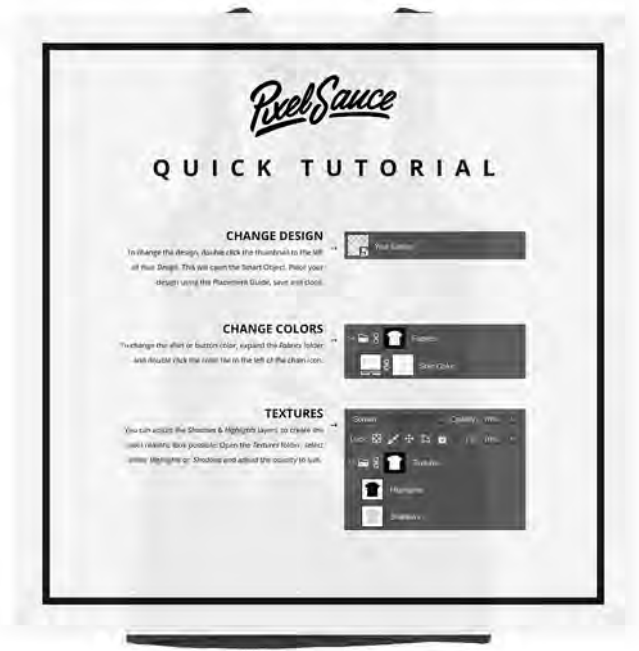 PixelSauce
QUICK TUTORIAL
CHANGE DESIGN
To change the design, double click the thumbnail to the left
of Your Design. This will open the Smart Object. Place your
design using the Placement Guide, save and close.
Your Design
CHANGE COLORS
To change the shirt or button color, expand the Fabrics folder
and double click the color tile to the left of the chain icon.
Fabrics
Shirt Color
TEXTURES
You can adjust the Shadows & Highlights layers, to create the
most realistic look possible. Open the Textures folder, select
either Highlights or Shadows and adjust the opacity to suit.
Screen Opacity:
Lock:
Textures
Highlights
Shadows